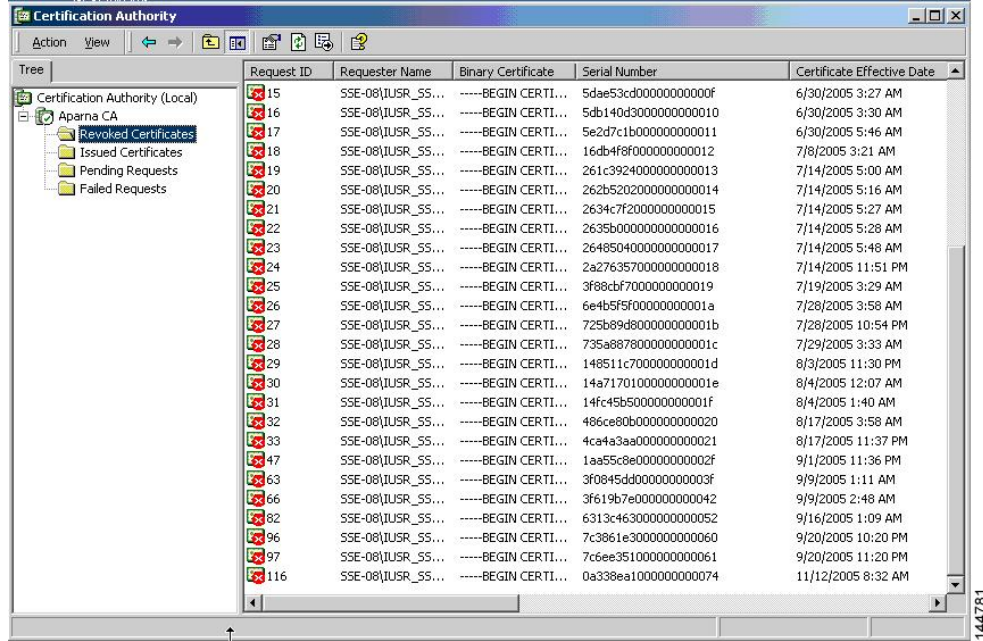 Certification Authority
Action View
Tree
Certification Authority (Local)
Aparna CA
Revoked Certificates
Issued Certificates
Pending Requests
Failed Requests
Request ID Requester Name Binary Certificate Serial Number Certificate Effective Date
15 SSE-08\IUSR_SS... -----BEGIN CERTI... 5dae53cd00000000000f 6/30/2005 3:27 AM
16 SSE-08\IUSR_SS... -----BEGIN CERTI... 5db140d3000000000010 6/30/2005 3:30 AM
17 SSE-08\IUSR_SS... -----BEGIN CERTI... 5e2d7c1b000000000011 6/30/2005 5:46 AM
18 SSE-08\IUSR_SS... -----BEGIN CERTI... 16db4f8f000000000012 7/8/2005 3:21 AM
19 SSE-08\IUSR_SS... -----BEGIN CERTI... 261c3924000000000013 7/14/2005 5:00 AM
20 SSE-08\IUSR_SS... -----BEGIN CERTI... 262b5202000000000014 7/14/2005 5:16 AM
21 SSE-08\IUSR_SS... -----BEGIN CERTI... 2634c7f2000000000015 7/14/2005 5:27 AM
22 SSE-08\IUSR_SS... -----BEGIN CERTI... 2635b000000000000016 7/14/2005 5:28 AM
23 SSE-08\IUSR_SS... -----BEGIN CERTI... 26485040000000000017 7/14/2005 5:48 AM
24 SSE-08\IUSR_SS... -----BEGIN CERTI... 2a276357000000000018 7/14/2005 11:51 PM
25 SSE-08\IUSR_SS... -----BEGIN CERTI... 3f88cbf7000000000019 7/19/2005 3:29 AM
26 SSE-08\IUSR_SS... -----BEGIN CERTI... 6e4b5f5f00000000001a 7/28/2005 3:58 AM
27 SSE-08\IUSR_SS... -----BEGIN CERTI... 725b89d800000000001b 7/28/2005 10:54 PM
28 SSE-08\IUSR_SS... -----BEGIN CERTI... 735a887800000000001c 7/29/2005 3:33 AM
29 SSE-08\IUSR_SS... -----BEGIN CERTI... 148511c700000000001d 8/3/2005 11:30 PM
30 SSE-08\IUSR_SS... -----BEGIN CERTI... 14a7170100000000001e 8/4/2005 12:07 AM
31 SSE-08\IUSR_SS... -----BEGIN CERTI... 14fc45b500000000001f 8/4/2005 1:40 AM
32 SSE-08\IUSR_SS... -----BEGIN CERTI... 486ce80b000000000020 8/17/2005 3:58 AM
33 SSE-08\IUSR_SS... -----BEGIN CERTI... 4ca4a3aa000000000021 8/17/2005 11:37 PM
47 SSE-08\IUSR_SS... -----BEGIN CERTI... 1aa55c8e00000000002f 9/1/2005 11:36 PM
63 SSE-08\IUSR_SS... -----BEGIN CERTI... 3f0845dd00000000003f 9/9/2005 1:11 AM
66 SSE-08\IUSR_SS... -----BEGIN CERTI... 3f619b7e000000000042 9/9/2005 2:48 AM
82 SSE-08\IUSR_SS... -----BEGIN CERTI... 6313c463000000000052 9/16/2005 1:09 AM
96 SSE-08\IUSR_SS... -----BEGIN CERTI... 7c3861e3000000000060 9/20/2005 10:20 PM
97 SSE-08\IUSR_SS... -----BEGIN CERTI... 7c6ee351000000000061 9/20/2005 11:20 PM
116 SSE-08\IUSR_SS... -----BEGIN CERTI... 0a338ea1000000000074 11/12/2005 8:32 AM
144781